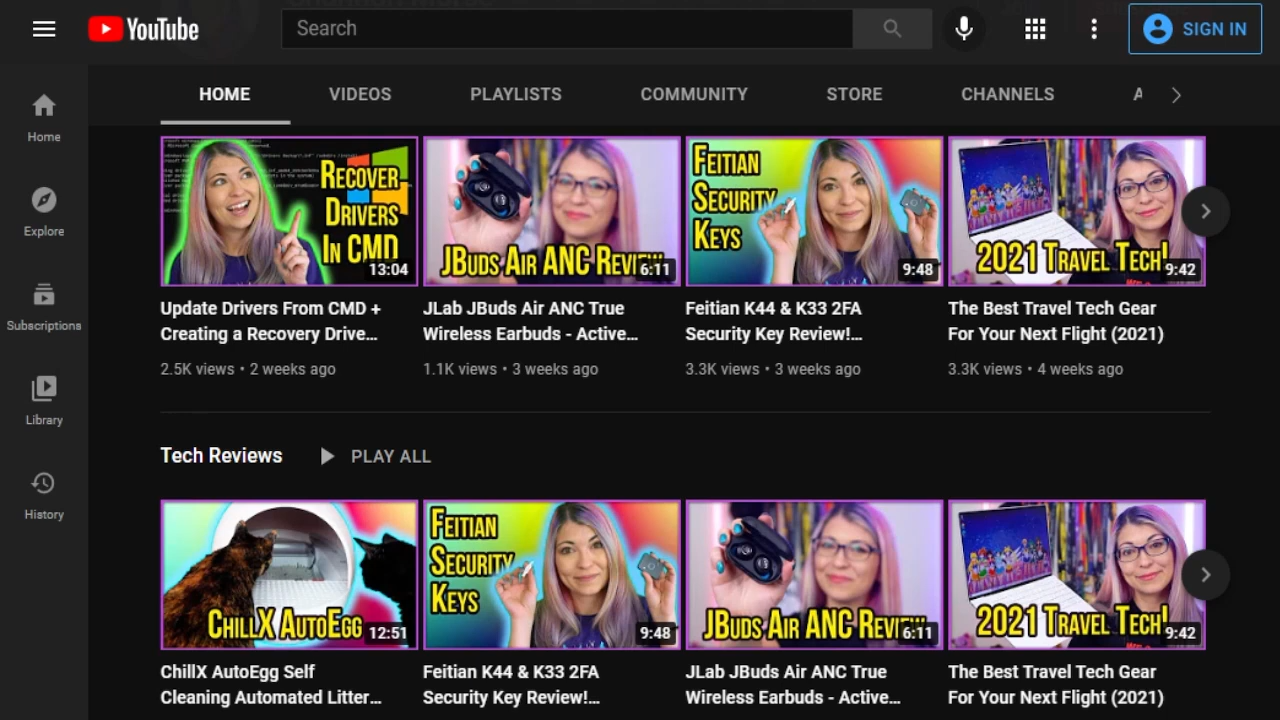 YouTube
Search
SIGN IN
HOME
VIDEOS
PLAYLISTS
COMMUNITY
STORE
CHANNELS
A
Home
Explore
Subscriptions
Library
History
RECOVER
DRIVERS
IN CMD
13:04
JBUDS AIR ANC REVIEW
6:11
FEITIAN
SECURITY
KEYS
9:48
2021 TRAVEL TECH!
9:42
Update Drivers From CMD +
Creating a Recovery Drive...
2.5K views • 2 weeks ago
JLab JBuds Air ANC True
Wireless Earbuds - Active...
1.1K views • 3 weeks ago
Feitian K44 & K33 2FA
Security Key Review!...
3.3K views • 3 weeks ago
The Best Travel Tech Gear
For Your Next Flight (2021)
3.3K views • 4 weeks ago
Tech Reviews
PLAY ALL
CHILLX AUTOEGG
12:51
FEITIAN
SECURITY
KEYS
9:48
JBUDS AIR ANC REVIEW
6:11
2021 TRAVEL TECH!
9:42
ChillX AutoEgg Self
Cleaning Automated Litter...
Feitian K44 & K33 2FA
Security Key Review!...
JLab JBuds Air ANC True
Wireless Earbuds - Active...
The Best Travel Tech Gear
For Your Next Flight (2021)